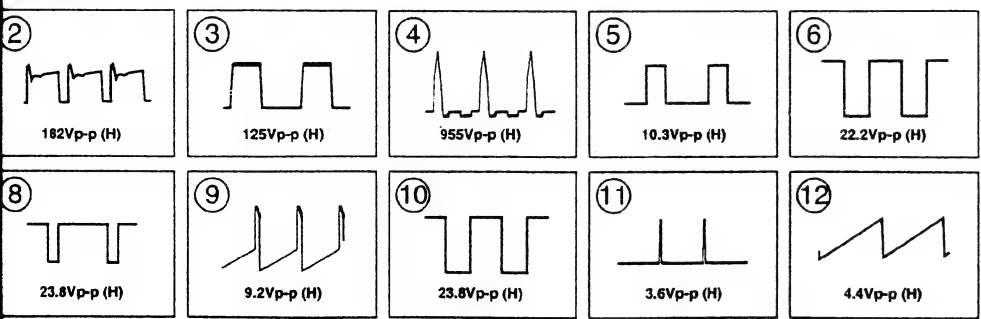 ② ③ ④ ⑤ ⑥
182Vp-p (H) 125Vp-p (H) 955Vp-p (H) 10.3Vp-p (H) 22.2Vp-p (H)
⑧ ⑨ ⑩ ⑪ ⑫
23.8Vp-p (H) 9.2Vp-p (H) 23.8Vp-p (H) 3.6Vp-p (H) 4.4Vp-p (H)